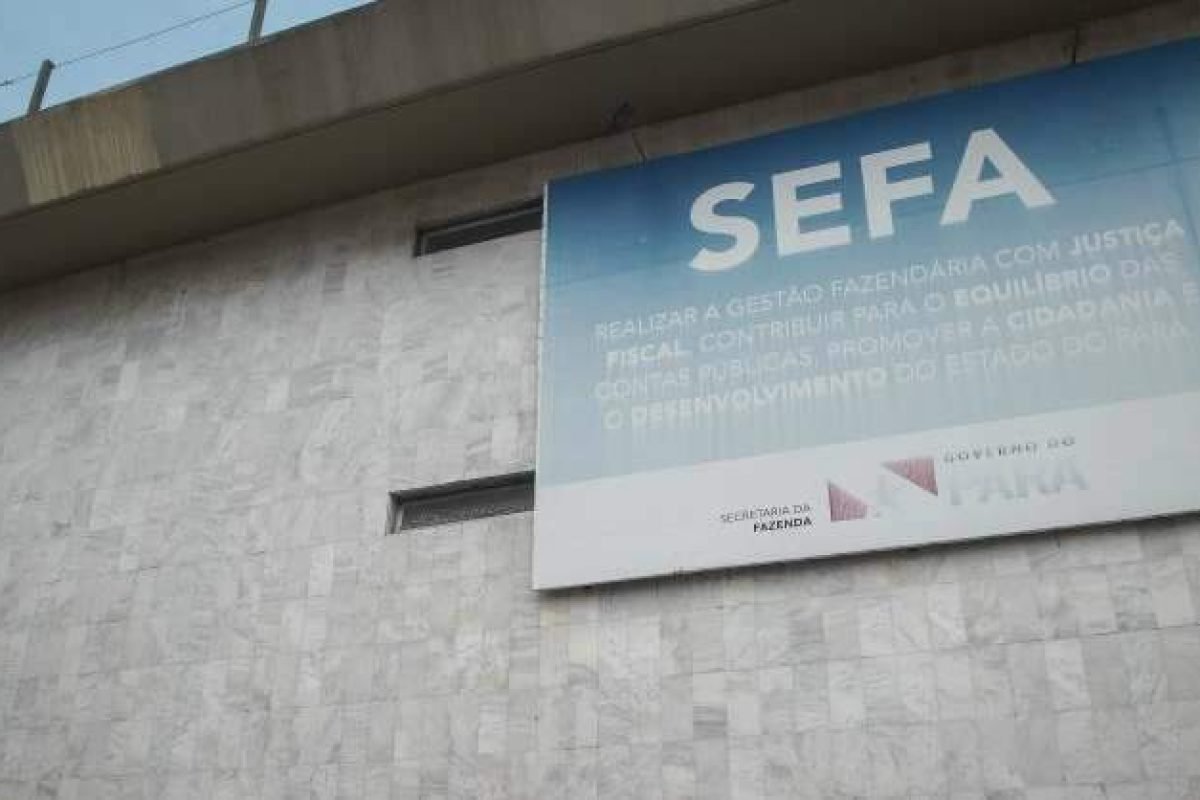 SEFA
REALIZAR A GESTÃO FAZENDÁRIA COM JUSTIÇA
FISCAL, CONTRIBUIR PARA O EQUILÍBRIO DAS
CONTAS PÚBLICAS, PROMOVER A CIDADANIA E
O DESENVOLVIMENTO DO ESTADO DO PARÁ
SECRETARIA DA
FAZENDA
GOVERNO DO
PARÁ